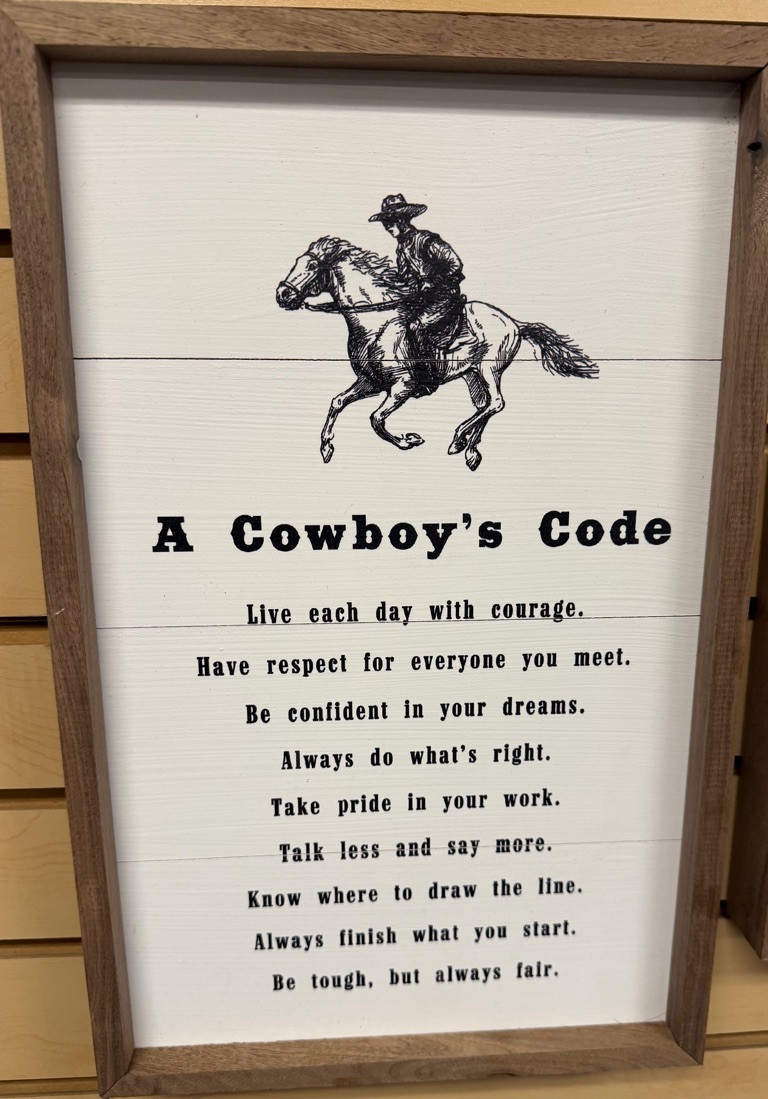 A Cowboy's Code
Live each day with courage.
Have respect for everyone you meet.
Be confident in your dreams.
Always do what's right.
Take pride in your work.
Talk less and say more.
Know where to draw the line.
Always finish what you start.
Be tough, but always fair.